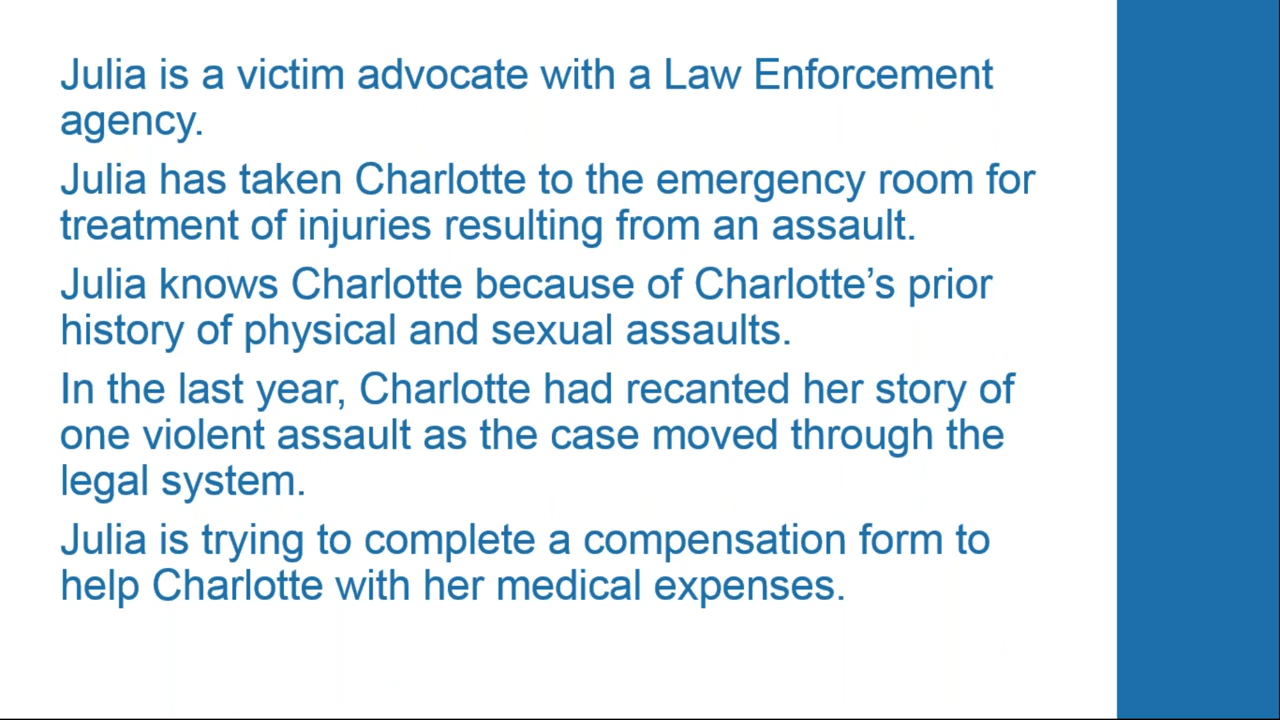 Julia is a victim advocate with a Law Enforcement
agency.
Julia has taken Charlotte to the emergency room for
treatment of injuries resulting from an assault.
Julia knows Charlotte because of Charlotte’s prior
history of physical and sexual assaults.
In the last year, Charlotte had recanted her story of
one violent assault as the case moved through the
legal system.
Julia is trying to complete a compensation form to
help Charlotte with her medical expenses.